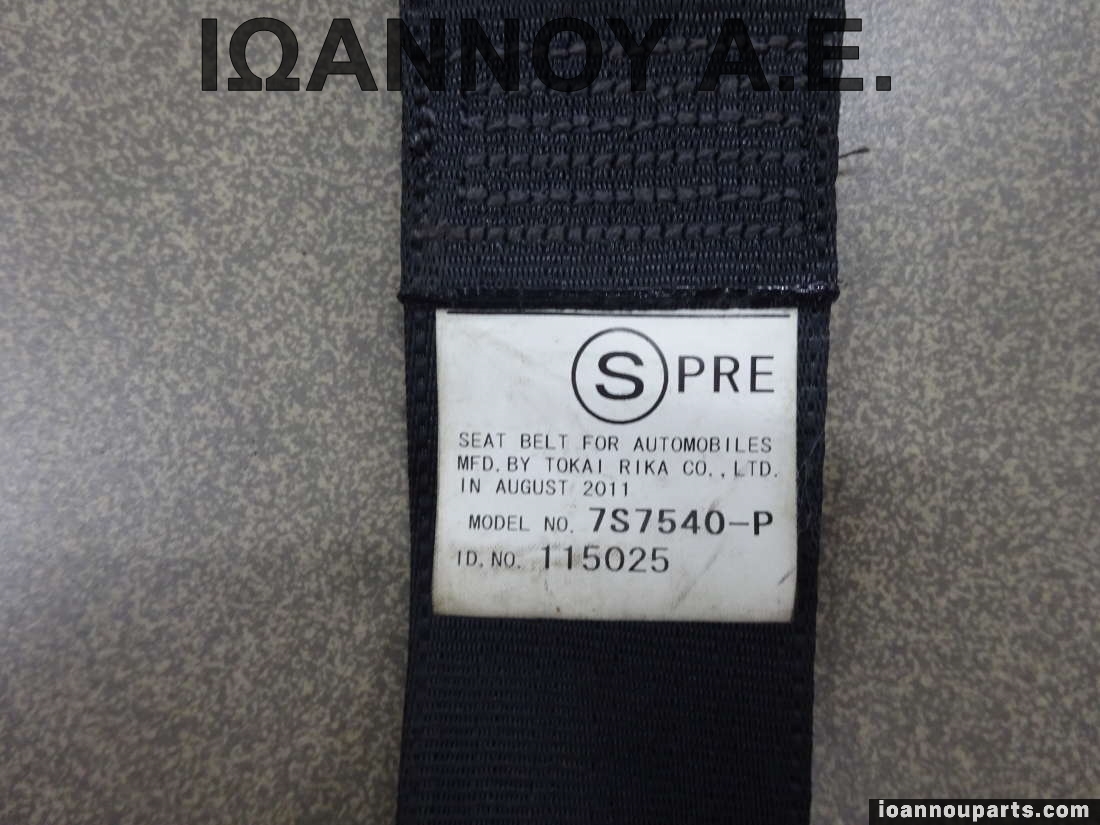 ΙΩΑΝΝΟΥ Α.Ε.
S PRE
SEAT BELT FOR AUTOMOBILES
MFD. BY TOKAI RIKA CO., LTD.
IN AUGUST 2011
MODEL NO. 7S7540-P
ID. NO. 115025
ioannouparts.com